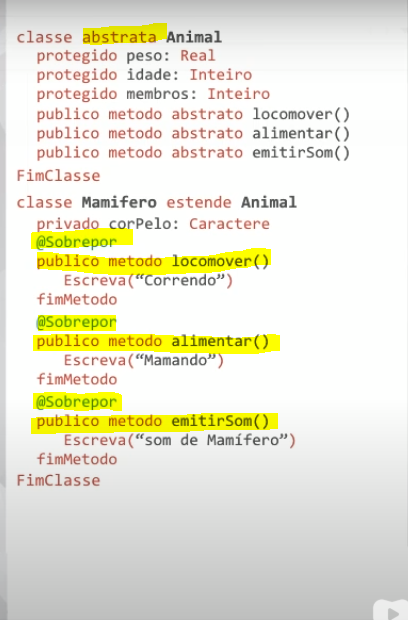 classe abstrata Animal
protegido peso: Real
protegido idade: Inteiro
protegido membros: Inteiro
publico metodo abstrato locomover()
publico metodo abstrato alimentar()
publico metodo abstrato emitirSom()
FimClasse
classe Mamifero estende Animal
privado corPelo: Caractere
@Sobrepor
publico metodo locomover()
Escreva(“Correndo”)
fimMetodo
@Sobrepor
publico metodo alimentar()
Escreva(“Mamando”)
fimMetodo
@Sobrepor
publico metodo emitirSom()
Escreva(“som de Mamífero”)
fimMetodo
FimClasse